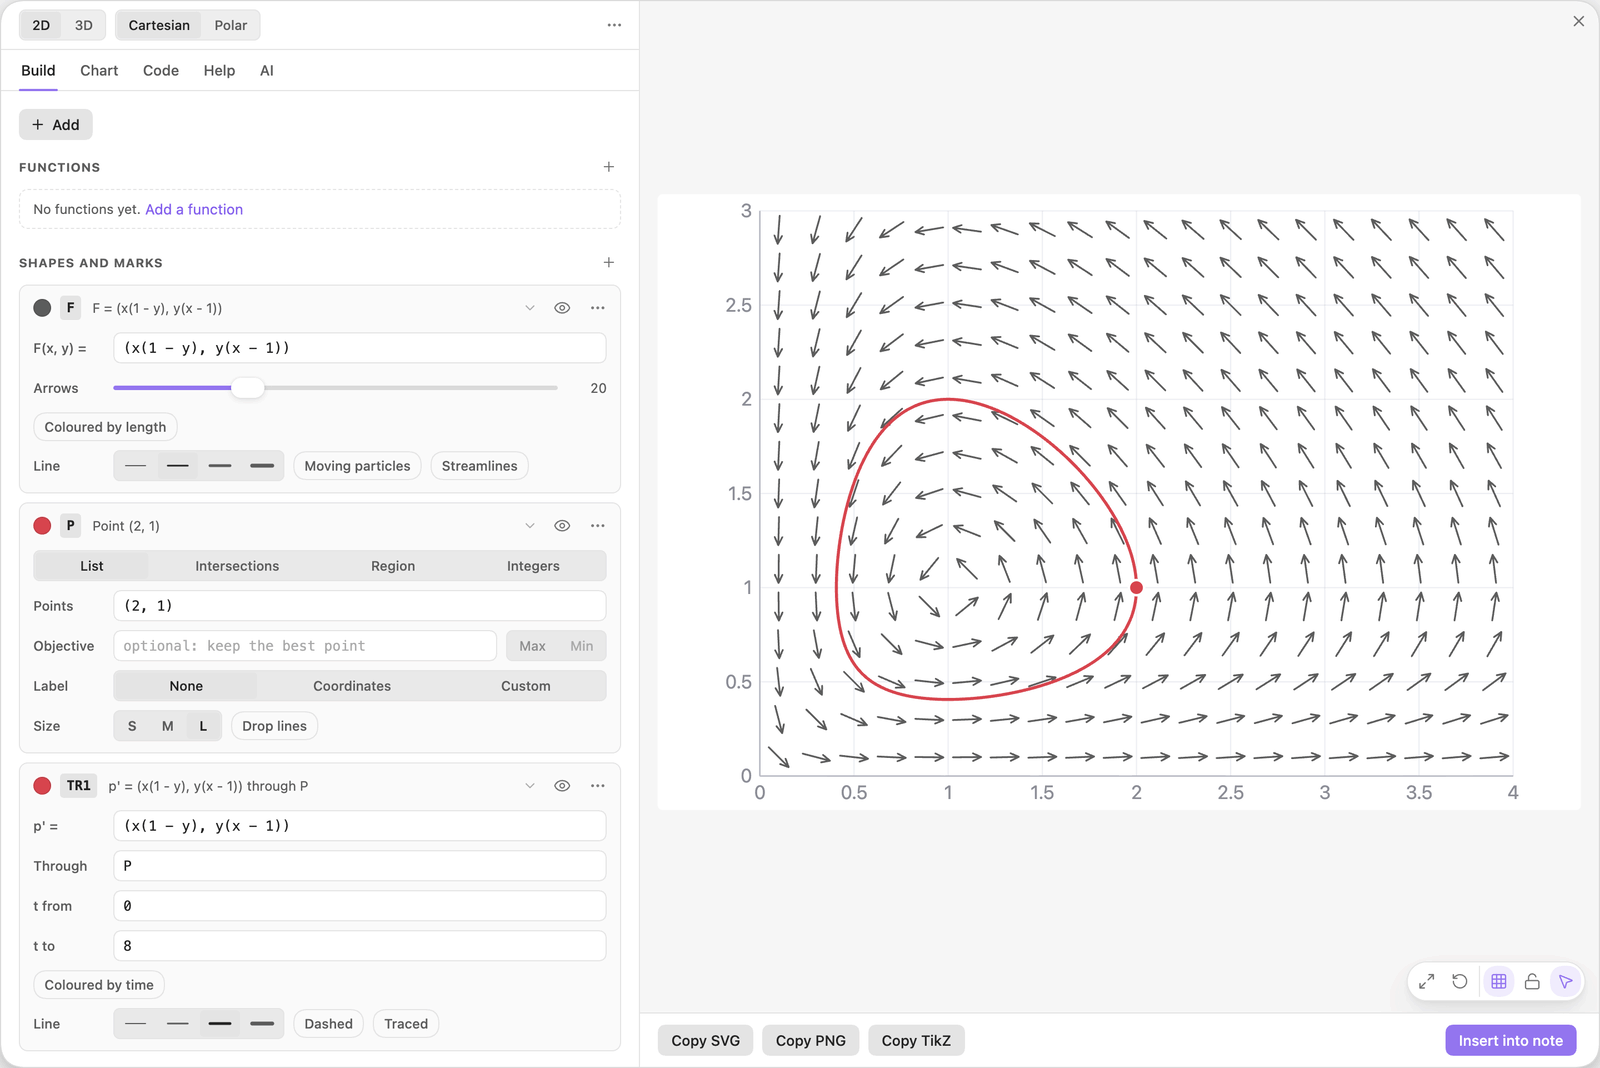 2D 3D Cartesian Polar
Build Chart Code Help AI
+ Add
FUNCTIONS
No functions yet. Add a function
SHAPES AND MARKS
F F = (x(1 - y), y(x - 1))
F(x, y) = (x(1 − y), y(x − 1))
Arrows 20
Coloured by length
Line Moving particles Streamlines
P Point (2, 1)
List Intersections Region Integers
Points (2, 1)
Objective optional: keep the best point Max Min
Label None Coordinates Custom
Size S M L Drop lines
TR1 p' = (x(1 - y), y(x - 1)) through P
p' = (x(1 − y), y(x − 1))
Through P
t from 0
t to 8
Coloured by time
Line Dashed Traced
3
2.5
2
1.5
1
0.5
0
0 0.5 1 1.5 2 2.5 3 3.5 4
Copy SVG Copy PNG Copy TikZ Insert into note